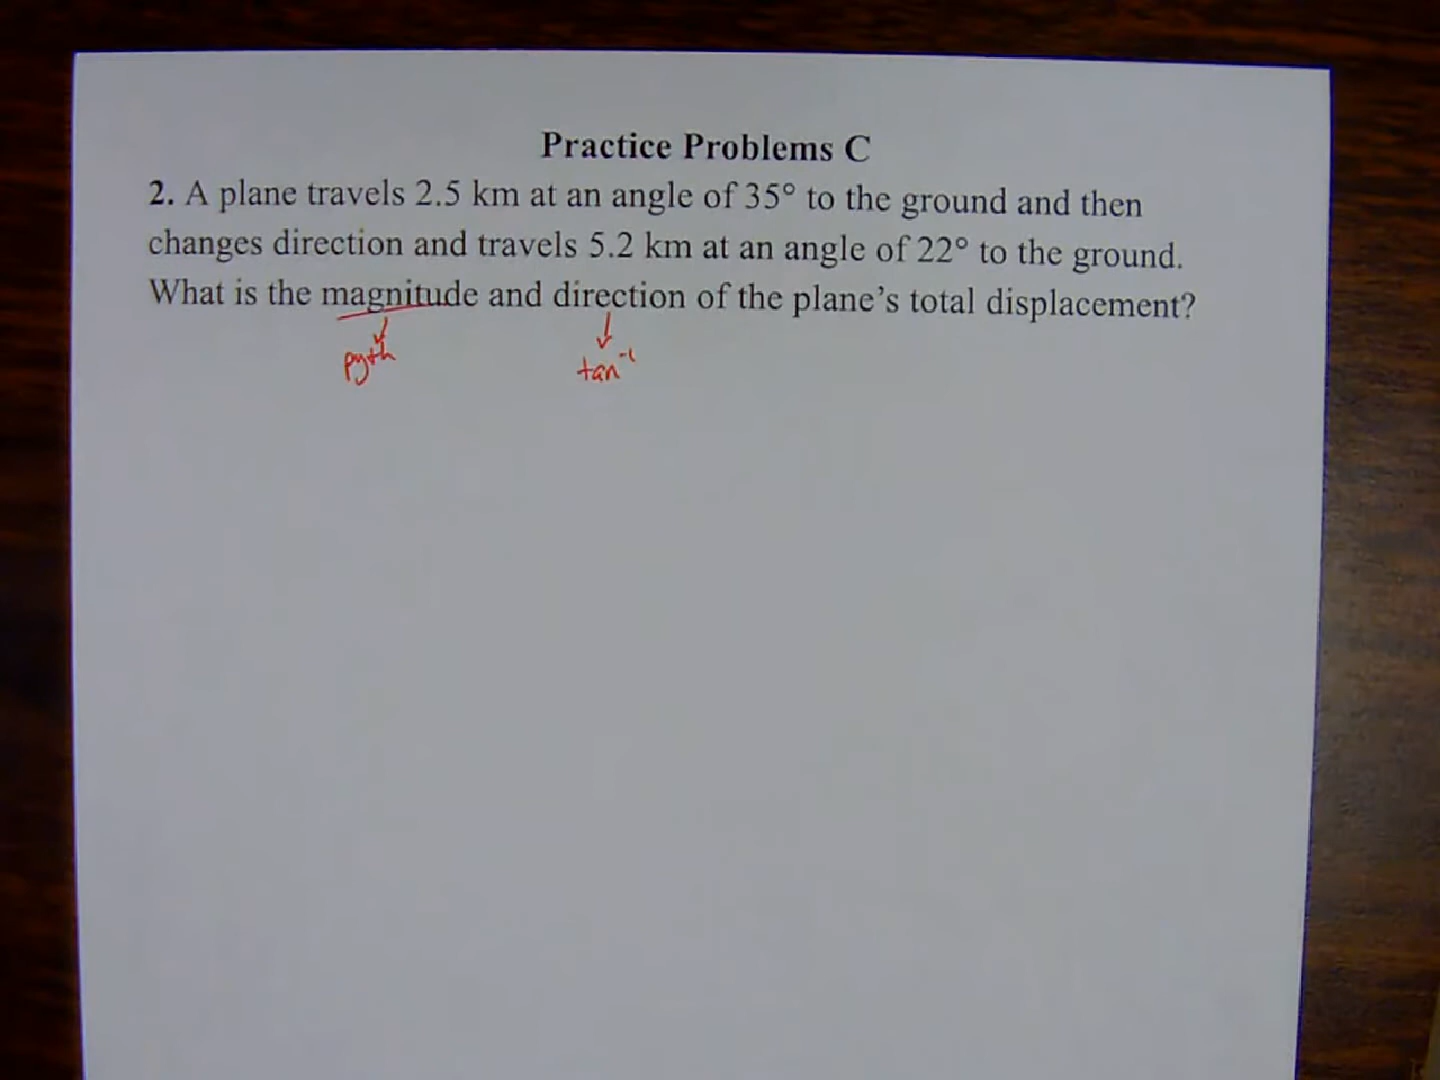 Practice Problems C
2. A plane travels 2.5 km at an angle of 35° to the ground and then
changes direction and travels 5.2 km at an angle of 22° to the ground.
What is the magnitude and direction of the plane's total displacement?
pyth tan⁻¹